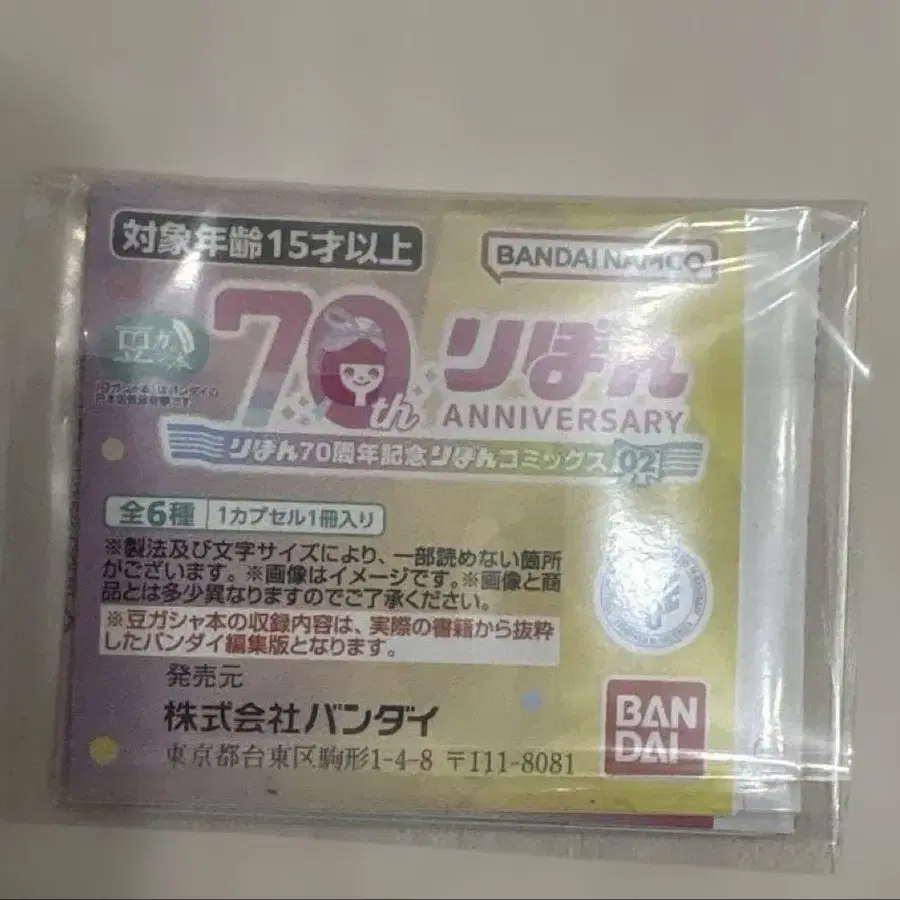 対象年齢15才以上
BANDAI NAMCO
豆ガシャ本
70th りぼん
ANNIVERSARY
りぼん70周年記念りぼんコミックス02
全6種 1カプセル1冊入り
※製法及び文字サイズにより、一部読めない箇所
がございます。※画像はイメージです。※画像と商
品とは多少異なりますのでご了承ください。
※豆ガシャ本の収録内容は、実際の書籍から抜粋
したバンダイ編集版となります。
発売元
株式会社バンダイ
東京都台東区駒形1-4-8 〒111-8081
BAN
DAI